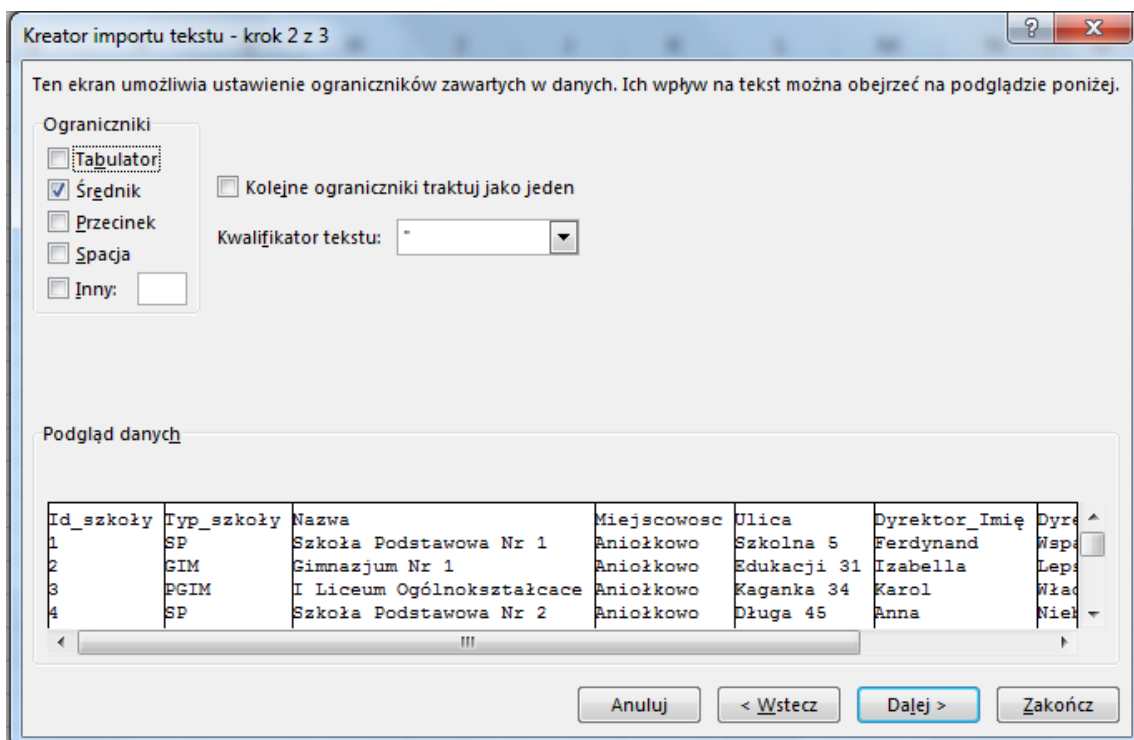 Kreator importu tekstu - krok 2 z 3
Ten ekran umożliwia ustawienie ograniczników zawartych w danych. Ich wpływ na tekst można obejrzeć na podglądzie poniżej.
Ograniczniki
Tabulator
Średnik
Przecinek
Spacja
Inny:
Kolejne ograniczniki traktuj jako jeden
Kwalifikator tekstu: "
Podgląd danych
Id_szkoły Typ_szkoły Nazwa Miejscowosc Ulica Dyrektor_Imię Dyre
1 SP Szkoła Podstawowa Nr 1 Aniołkowo Szkolna 5 Ferdynand Wspa
2 GIM Gimnazjum Nr 1 Aniołkowo Edukacji 31 Izabella Leps
3 PGIM I Liceum Ogólnokształcace Aniołkowo Kaganka 34 Karol Wład
4 SP Szkoła Podstawowa Nr 2 Aniołkowo Długa 45 Anna
Anuluj < Wstecz Dalej > Zakończ